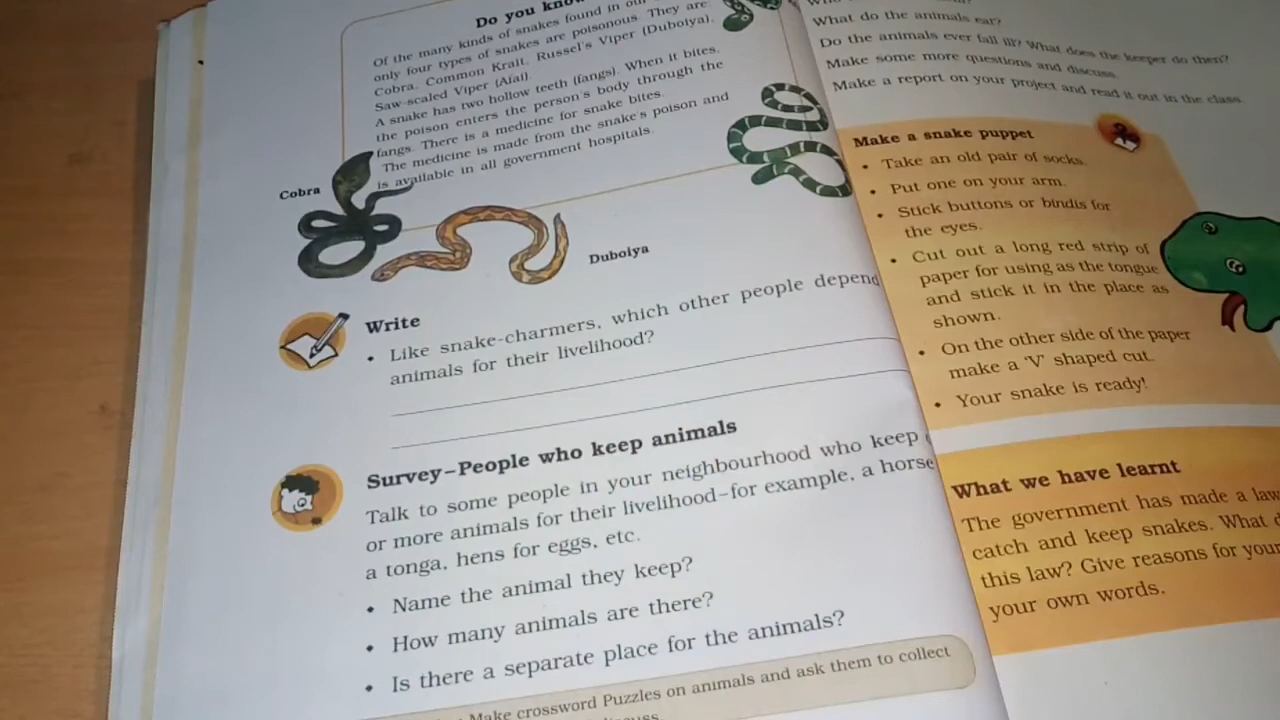 Do you know
Of the many kinds of snakes found in our
only four types of snakes are poisonous. They are:
Cobra, Common Krait, Russel's Viper (Duboiya),
Saw-scaled Viper (Afai).
A snake has two hollow teeth (fangs). When it bites,
the poison enters the person's body through the
fangs. There is a medicine for snake bites.
The medicine is made from the snake's poison and
is available in all government hospitals.
Cobra
Duboiya
Write
• Like snake-charmers, which other people depend
animals for their livelihood?
Survey–People who keep animals
Talk to some people in your neighbourhood who keep
or more animals for their livelihood–for example, a horse
a tonga, hens for eggs, etc.
• Name the animal they keep?
• How many animals are there?
• Is there a separate place for the animals?
Make crossword Puzzles on animals and ask them to collect
discuss
What do the animals eat?
Do the animals ever fall ill? What does the keeper do then?
Make some more questions and discuss.
Make a report on your project and read it out in the class.
Make a snake puppet
• Take an old pair of socks.
• Put one on your arm.
• Stick buttons or bindis for
the eyes.
• Cut out a long red strip of
paper for using as the tongue
and stick it in the place as
shown.
• On the other side of the paper
make a 'V' shaped cut.
• Your snake is ready!
What we have learnt
The government has made a law
catch and keep snakes. What
this law? Give reasons for your
your own words.